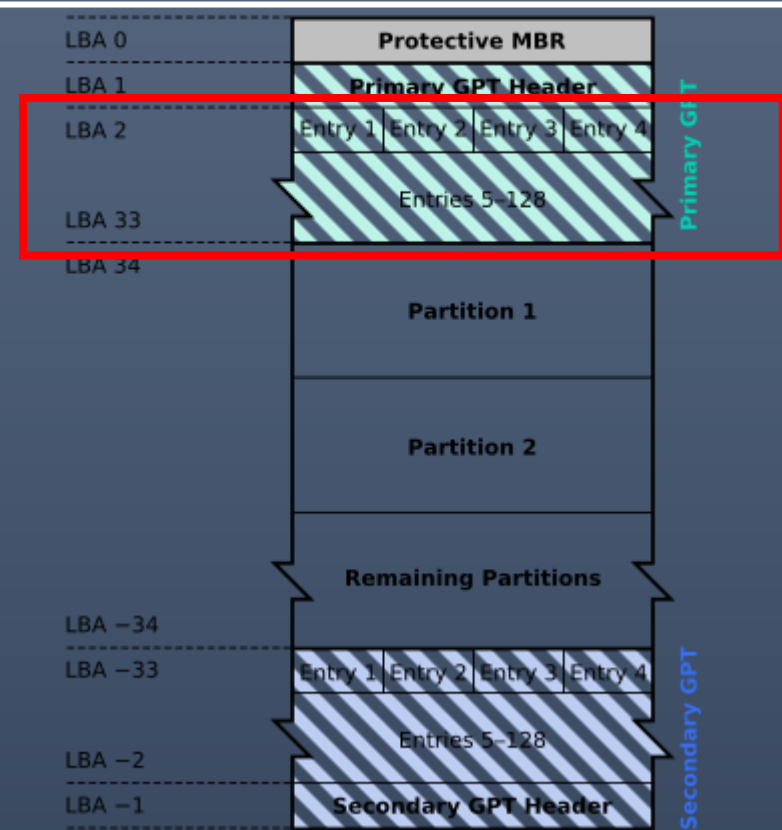 LBA 0 Protective MBR
LBA 1 Primary GPT Header
LBA 2 Entry 1 Entry 2 Entry 3 Entry 4
Entries 5–128
LBA 33
Primary GPT
LBA 34
Partition 1
Partition 2
Remaining Partitions
LBA −34
LBA −33 Entry 1 Entry 2 Entry 3 Entry 4
Entries 5–128
LBA −2
LBA −1 Secondary GPT Header
Secondary GPT